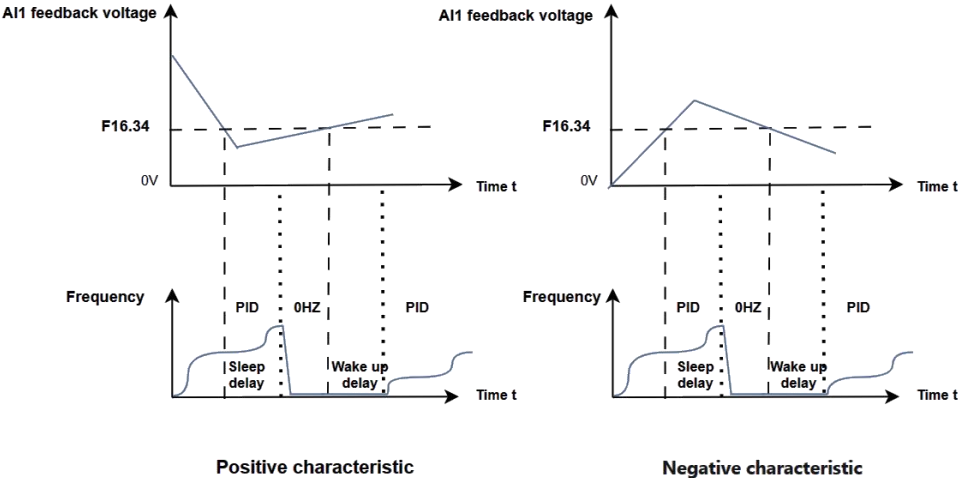 AI1 feedback voltage
F16.34
0V
Time t
Frequency
PID
0HZ
PID
Sleep
delay
Wake up
delay
Time t
Positive characteristic
AI1 feedback voltage
F16.34
0V
Time t
Frequency
PID
0HZ
PID
Sleep
delay
Wake up
delay
Time t
Negative characteristic